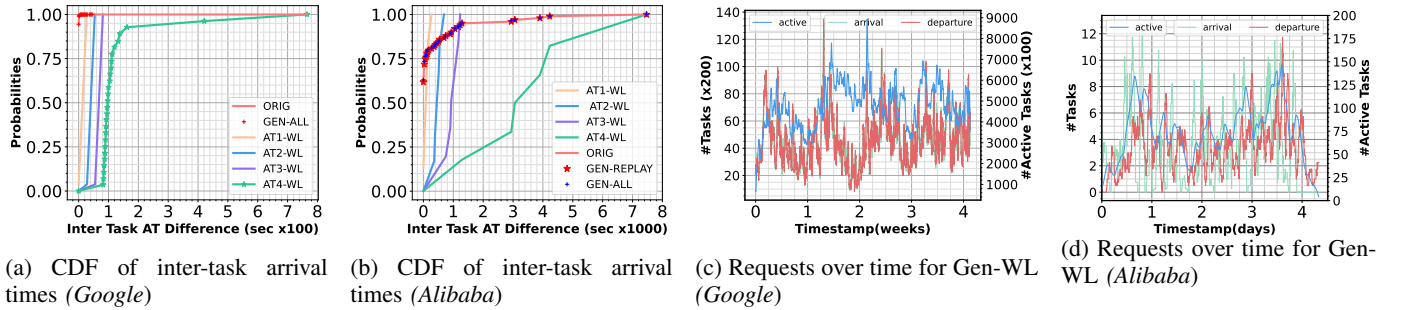 1.00
0.75
0.50
0.25
0.00
Probabilities
ORIG
GEN-ALL
AT1-WL
AT2-WL
AT3-WL
AT4-WL
0 1 2 3 4 5 6 7 8
Inter Task AT Difference (sec x100)
(a) CDF of inter-task arrival
times (Google)
1.00
0.75
0.50
0.25
0.00
Probabilities
AT1-WL
AT2-WL
AT3-WL
AT4-WL
ORIG
GEN-REPLAY
GEN-ALL
0 1 2 3 4 5 6 7 8
Inter Task AT Difference (sec x1000)
(b) CDF of inter-task arrival
times (Alibaba)
active arrival departure
140
120
100
80
60
40
20
#Tasks (x200)
9000
8000
7000
6000
5000
4000
3000
2000
1000
#Active Tasks (x100)
0 1 2 3 4
Timestamp(weeks)
(c) Requests over time for Gen-WL
(Google)
active arrival departure
12
10
8
6
4
2
0
#Tasks
200
175
150
125
100
75
50
25
0
#Active Tasks
0 1 2 3 4
Timestamp(days)
(d) Requests over time for Gen-
WL (Alibaba)